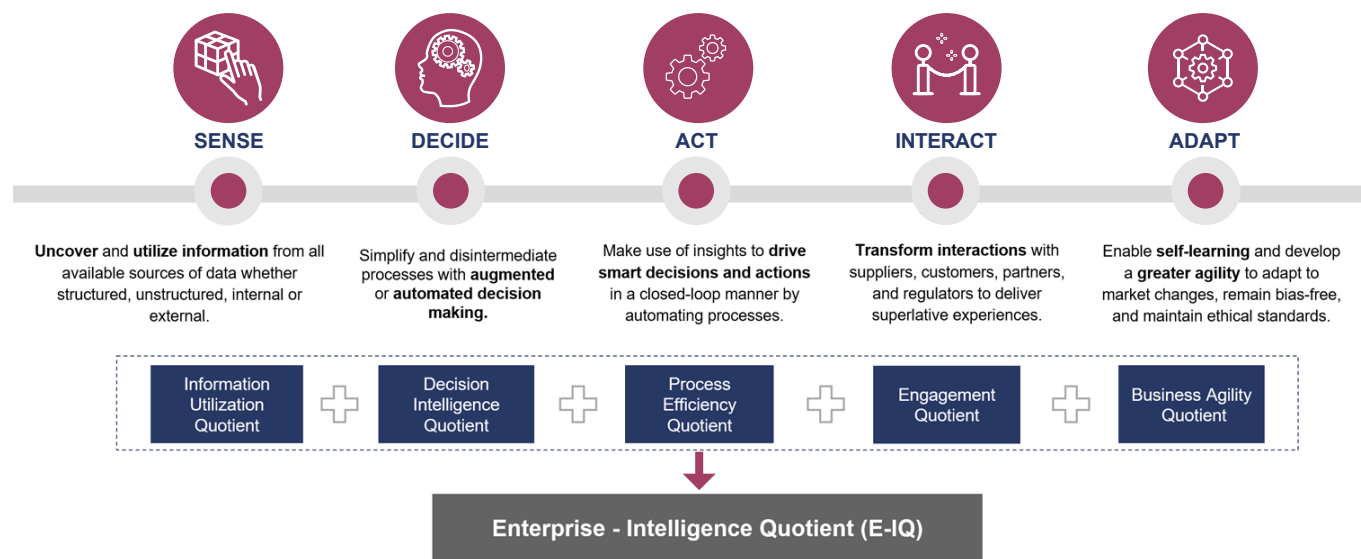 SENSE
DECIDE
ACT
INTERACT
ADAPT
Uncover and utilize information from all
available sources of data whether
structured, unstructured, internal or
external.
Simplify and disintermediate
processes with augmented
or automated decision
making.
Make use of insights to drive
smart decisions and actions
in a closed-loop manner by
automating processes.
Transform interactions with
suppliers, customers, partners,
and regulators to deliver
superlative experiences.
Enable self-learning and develop
a greater agility to adapt to
market changes, remain bias-free,
and maintain ethical standards.
Information
Utilization
Quotient
Decision
Intelligence
Quotient
Process
Efficiency
Quotient
Engagement
Quotient
Business Agility
Quotient
Enterprise - Intelligence Quotient (E-IQ)